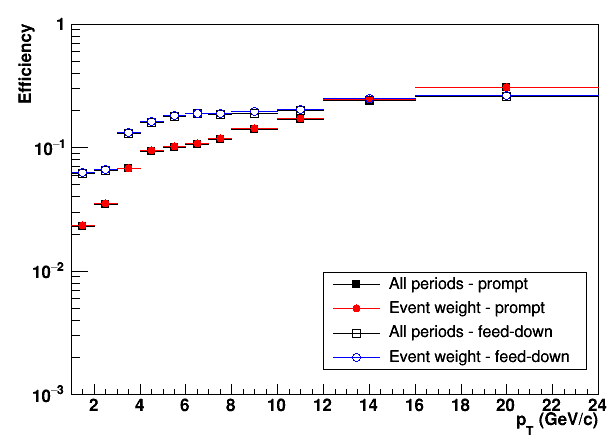 Efficiency
1
10⁻¹
10⁻²
10⁻³
All periods - prompt
Event weight - prompt
All periods - feed-down
Event weight - feed-down
2 4 6 8 10 12 14 16 18 20 22 24
p_T (GeV/c)